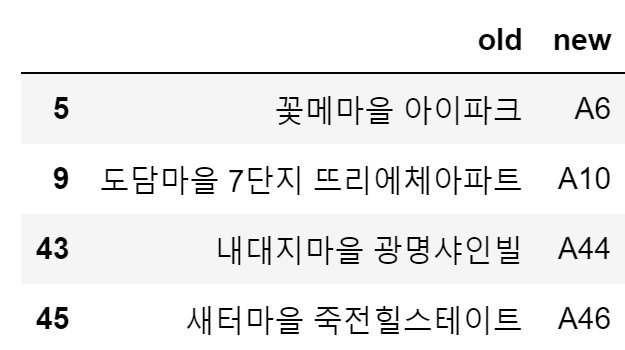 old new
5 꽃메마을 아이파크 A6
9 도담마을 7단지 뜨리에체아파트 A10
43 내대지마을 광명샤인빌 A44
45 새터마을 죽전힐스테이트 A46